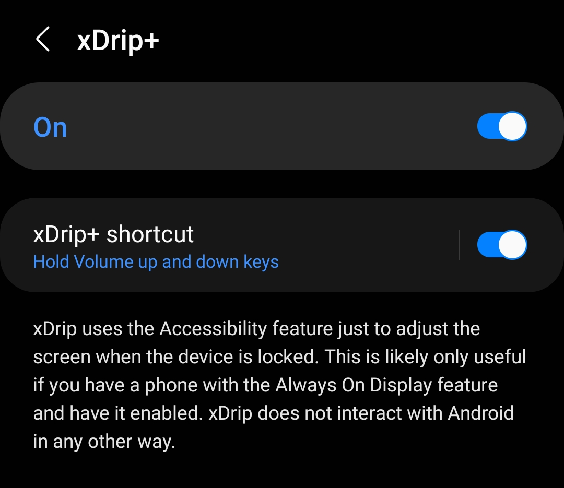 xDrip+
On
xDrip+ shortcut
Hold Volume up and down keys
xDrip uses the Accessibility feature just to adjust the
screen when the device is locked. This is likely only useful
if you have a phone with the Always On Display feature
and have it enabled. xDrip does not interact with Android
in any other way.